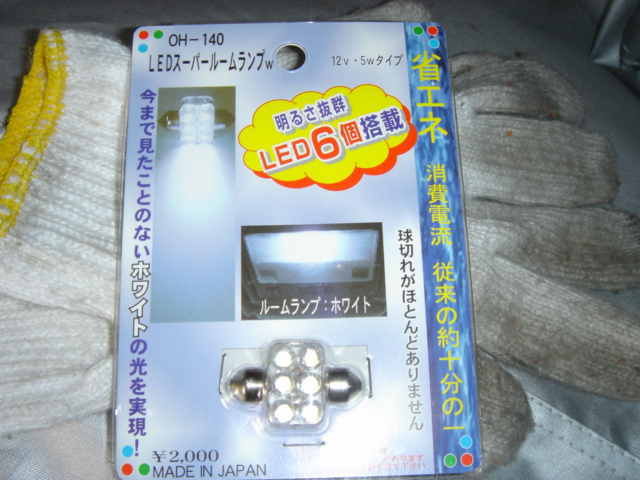 OH-140
LEDスーパールームランプw
12v・5wタイプ
省エネ
消費電流 従来の約十分の一
明るさ抜群
LED6個搭載
今まで見たことのないホワイトの光を実現!
球切れがほとんどありません
ルームランプ:ホワイト
¥2,000
MADE IN JAPAN